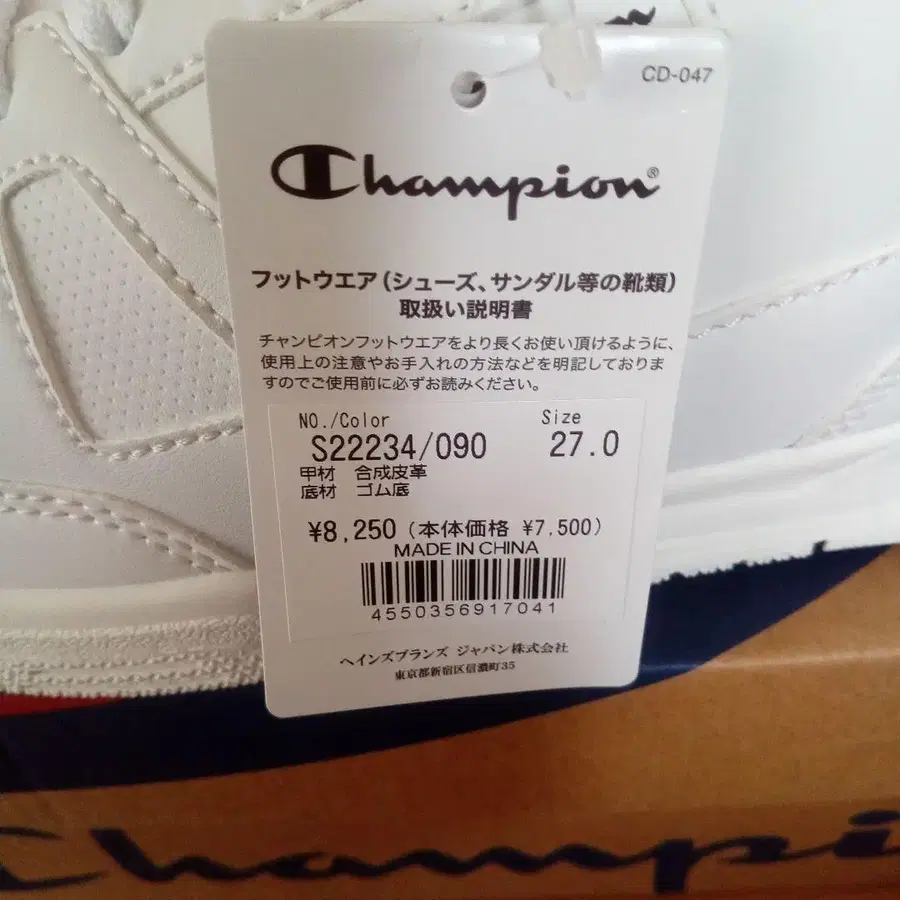 CD-047
Champion®
フットウエア(シューズ、サンダル等の靴類)
取扱い説明書
チャンピオンフットウエアをより長くお使い頂けるように、
使用上の注意やお手入れの方法などを明記しておりま
すのでご使用前に必ずお読みください。
NO./Color Size
S22234/090 27.0
甲材 合成皮革
底材 ゴム底
¥8,250 (本体価格 ¥7,500)
MADE IN CHINA
4550356917041
ヘインズブランズ ジャパン株式会社
東京都新宿区信濃町35
Champi